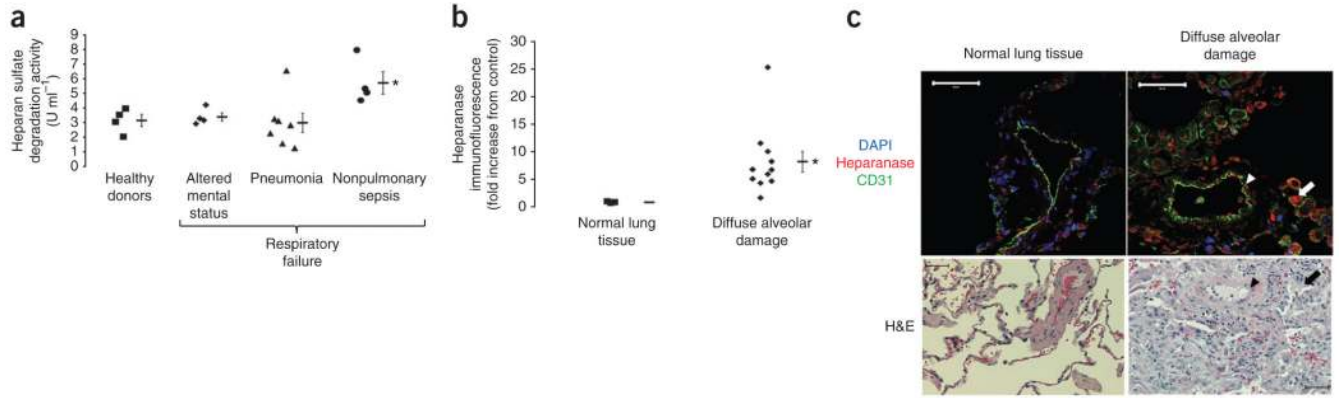 a
Heparan sulfate
degradation activity
(U ml⁻¹)
9
8
7
6
5
4
3
2
1
0
*
Healthy
donors
Altered
mental
status
Pneumonia
Nonpulmonary
sepsis
Respiratory
failure
b
Heparanase
immunofluorescence
(fold increase from control)
30
25
20
15
10
5
0
*
Normal lung
tissue
Diffuse alveolar
damage
c
Normal lung tissue
Diffuse alveolar
damage
DAPI
Heparanase
CD31
H&E